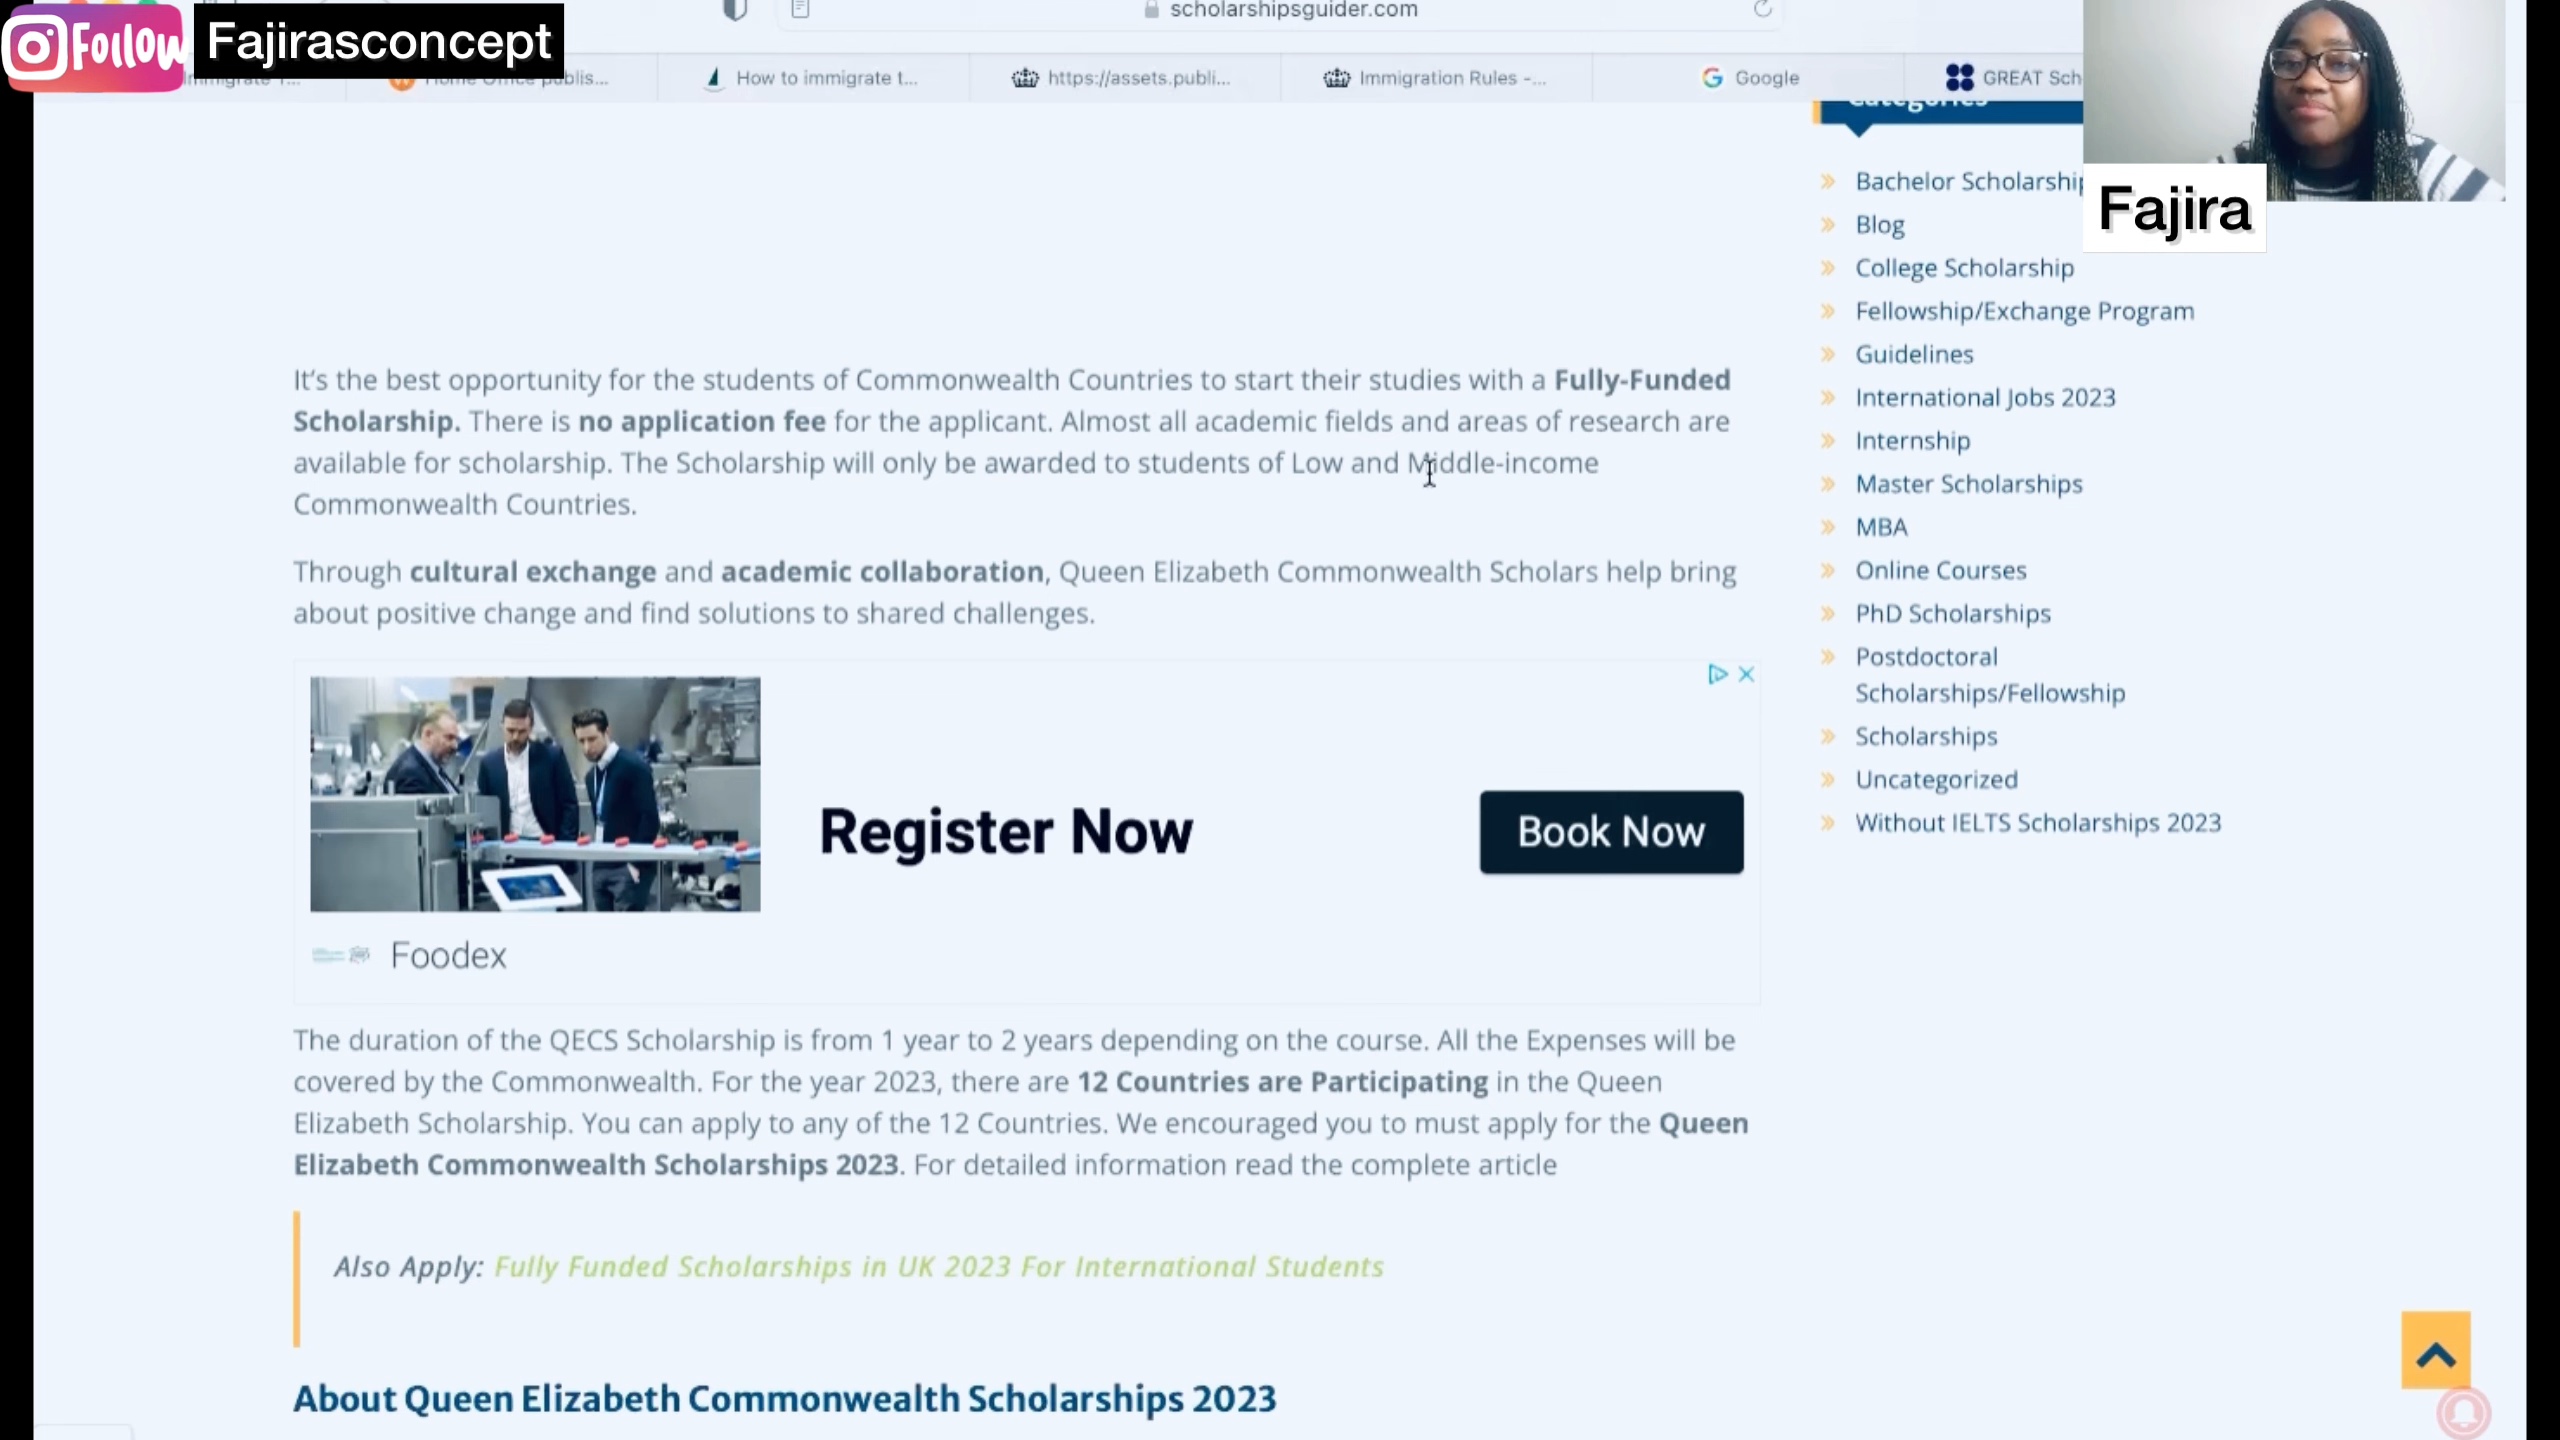 Follow
Fajirasconcept
scholarshipsguider.com
Home Office publis...
How to immigrate t...
https://assets.publi...
Immigration Rules -...
Google
GREAT Sch
Categories
Fajira
Bachelor Scholarship
Blog
College Scholarship
Fellowship/Exchange Program
Guidelines
International Jobs 2023
Internship
Master Scholarships
MBA
Online Courses
PhD Scholarships
Postdoctoral
Scholarships/Fellowship
Scholarships
Uncategorized
Without IELTS Scholarships 2023
It's the best opportunity for the students of Commonwealth Countries to start their studies with a Fully-Funded
Scholarship. There is no application fee for the applicant. Almost all academic fields and areas of research are
available for scholarship. The Scholarship will only be awarded to students of Low and Middle-income
Commonwealth Countries.
Through cultural exchange and academic collaboration, Queen Elizabeth Commonwealth Scholars help bring
about positive change and find solutions to shared challenges.
Register Now
Book Now
Foodex
The duration of the QECS Scholarship is from 1 year to 2 years depending on the course. All the Expenses will be
covered by the Commonwealth. For the year 2023, there are 12 Countries are Participating in the Queen
Elizabeth Scholarship. You can apply to any of the 12 Countries. We encouraged you to must apply for the Queen
Elizabeth Commonwealth Scholarships 2023. For detailed information read the complete article
Also Apply: Fully Funded Scholarships in UK 2023 For International Students
About Queen Elizabeth Commonwealth Scholarships 2023